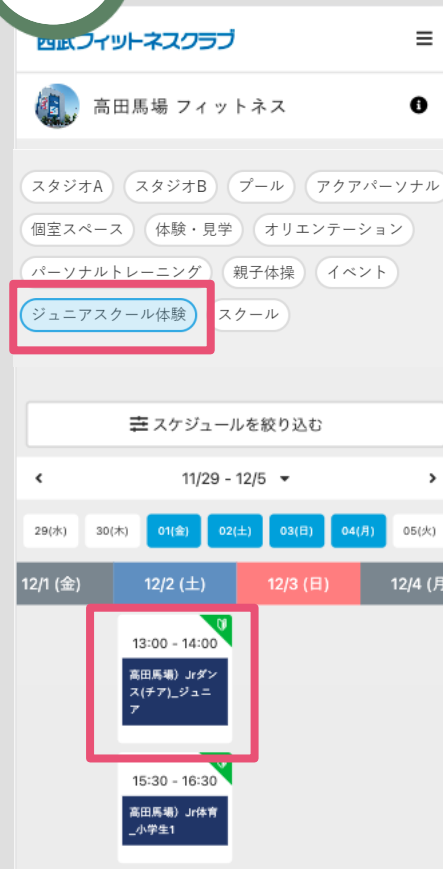 西武フィットネスクラブ
高田馬場 フィットネス
スタジオA スタジオB プール アクアパーソナル
個室スペース 体験・見学 オリエンテーション
パーソナルトレーニング 親子体操 イベント
ジュニアスクール体験 スクール
スケジュールを絞り込む
11/29 - 12/5
29(水) 30(木) 01(金) 02(土) 03(日) 04(月) 05(火)
12/1 (金) 12/2 (土) 12/3 (日) 12/4 (月
13:00 - 14:00
高田馬場）Jrダン
ス(チア)_ジュニ
ア
15:30 - 16:30
高田馬場）Jr体育
_小学生1